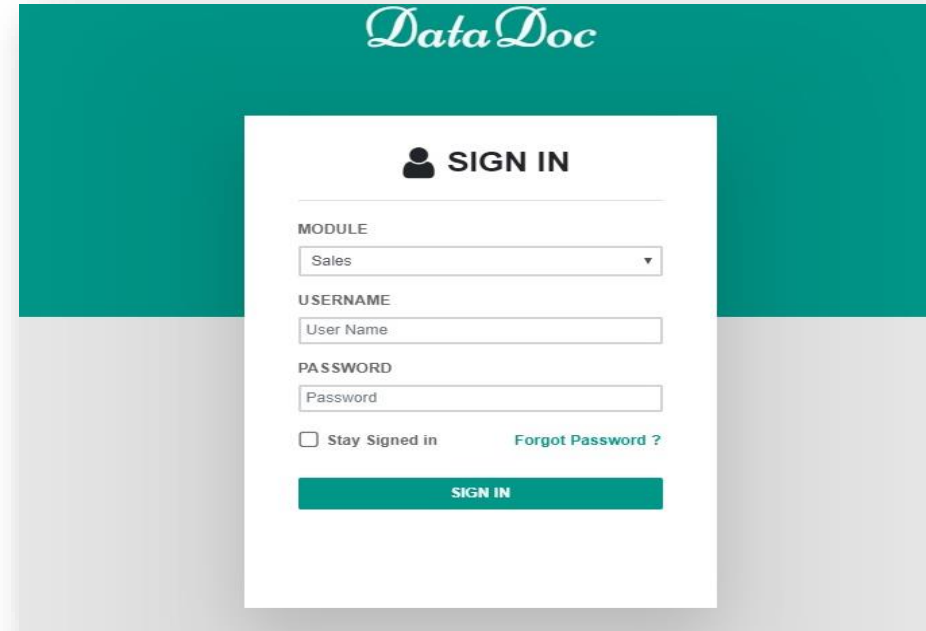 DataDoc
SIGN IN
MODULE
Sales
USERNAME
User Name
PASSWORD
Password
Stay Signed in Forgot Password ?
SIGN IN